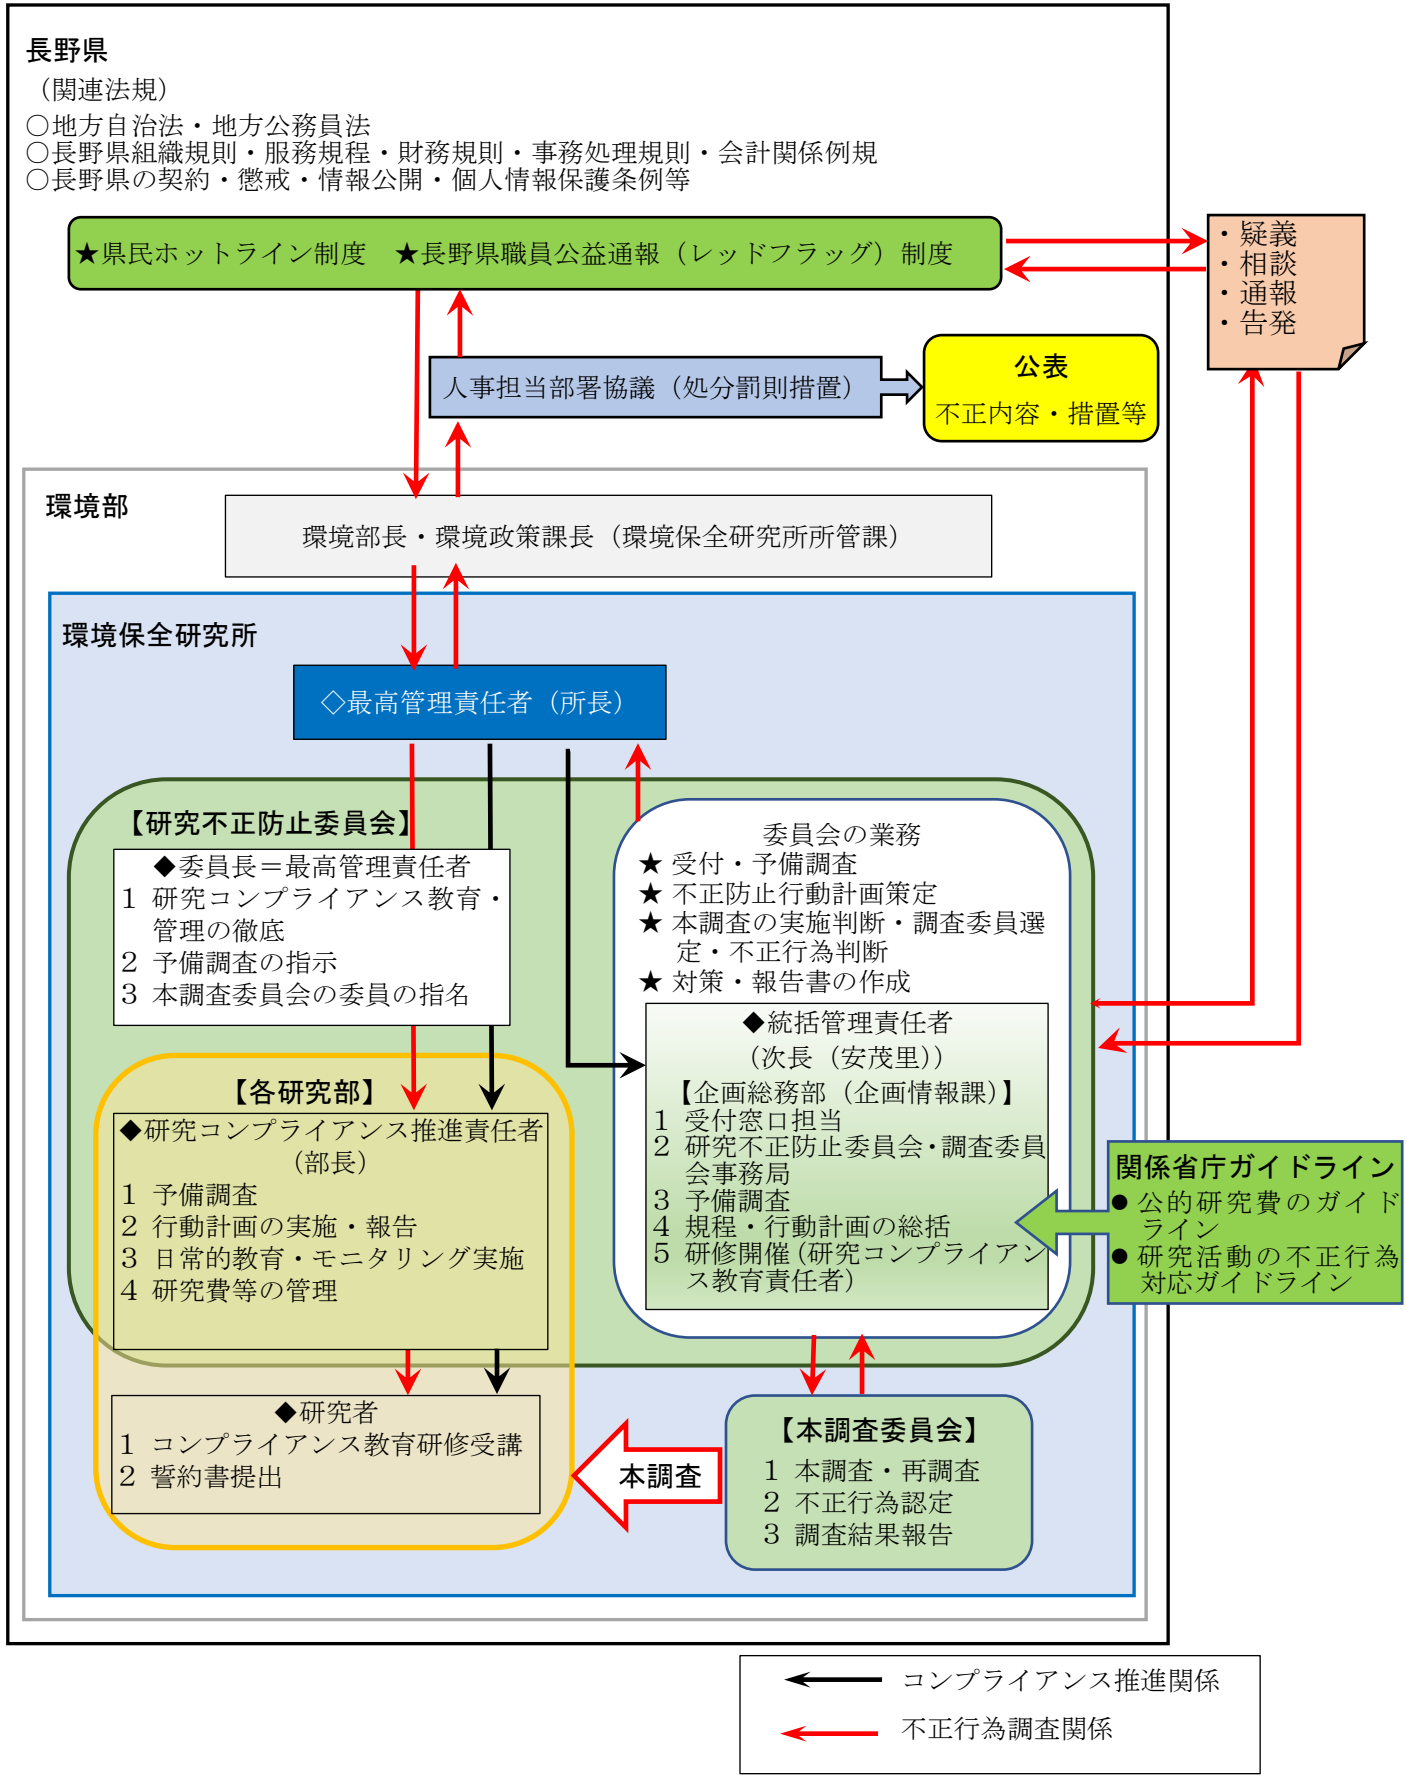 長野県
（関連法規）
○地方自治法・地方公務員法
○長野県組織規則・服務規程・財務規則・事務処理規則・会計関係例規
○長野県の契約・懲戒・情報公開・個人情報保護条例等
★県民ホットライン制度　★長野県職員公益通報（レッドフラッグ）制度
・疑義
・相談
・通報
・告発
人事担当部署協議（処分罰則措置）
公表
不正内容・措置等
環境部
環境部長・環境政策課長（環境保全研究所所管課）
環境保全研究所
◇最高管理責任者（所長）
【研究不正防止委員会】
◆委員長＝最高管理責任者
１ 研究コンプライアンス教育・
管理の徹底
２ 予備調査の指示
３ 本調査委員会の委員の指名
委員会の業務
★ 受付・予備調査
★ 不正防止行動計画策定
★ 本調査の実施判断・調査委員選
定・不正行為判断
★ 対策・報告書の作成
◆統括管理責任者
（次長（安茂里））
【企画総務部（企画情報課）】
１ 受付窓口担当
２ 研究不正防止委員会・調査委員
会事務局
３ 予備調査
４ 規程・行動計画の総括
５ 研修開催（研究コンプライアン
ス教育責任者）
【各研究部】
◆研究コンプライアンス推進責任者
（部長）
１ 予備調査
２ 行動計画の実施・報告
３ 日常的教育・モニタリング実施
４ 研究費等の管理
関係省庁ガイドライン
● 公的研究費のガイド
ライン
● 研究活動の不正行為
対応ガイドライン
◆研究者
１ コンプライアンス教育研修受講
２ 誓約書提出
本調査
【本調査委員会】
１ 本調査・再調査
２ 不正行為認定
３ 調査結果報告
コンプライアンス推進関係
不正行為調査関係